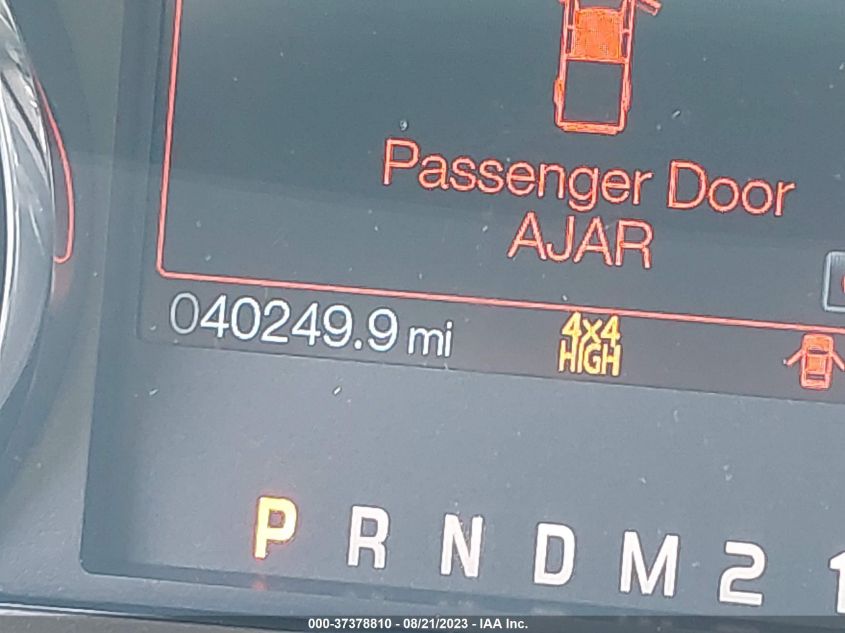 Passenger Door
AJAR
040249.9 mi
4x4
HIGH
P R N D M 2 1
000-37378810 - 08/21/2023 - IAA Inc.